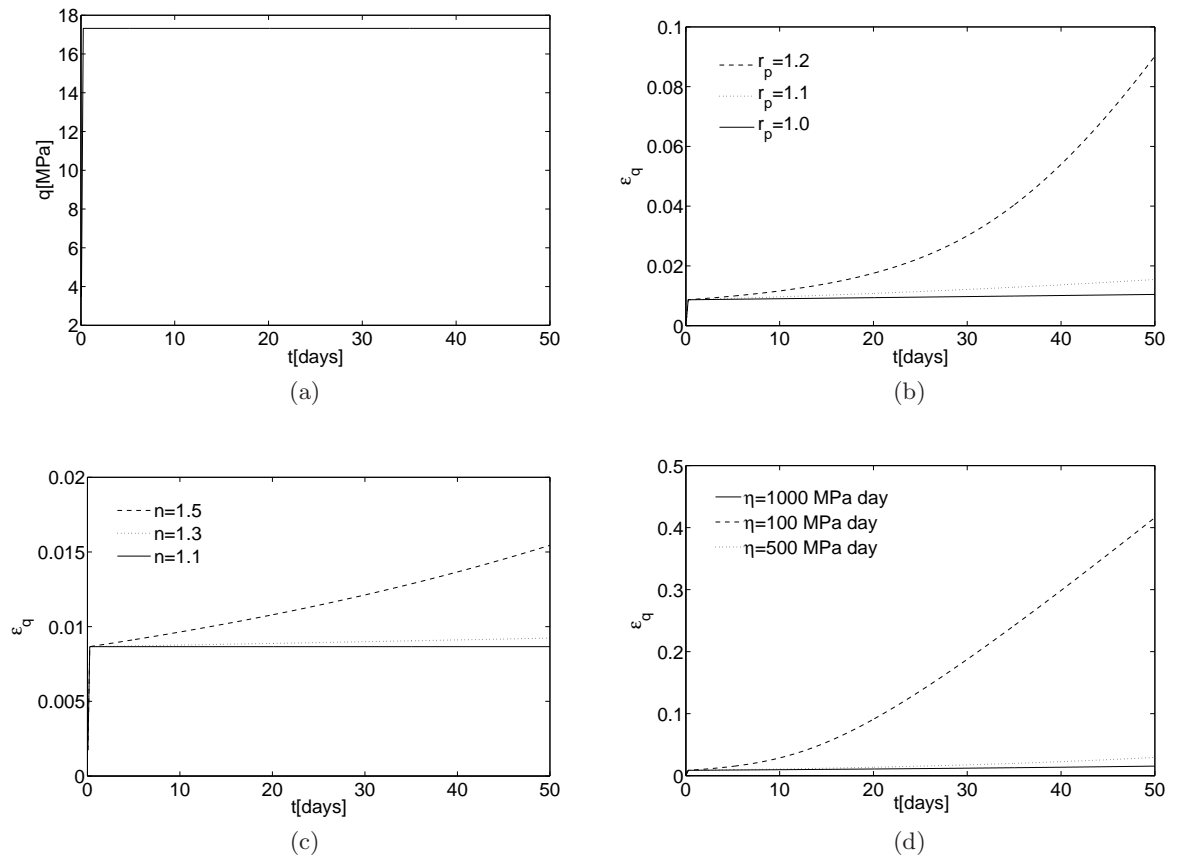 18
16
14
12
10
8
6
4
2
q[MPa]
0 10 20 30 40 50
t[days]
(a)
0.1
0.08
0.06
0.04
0.02
0
ε_q
r_p=1.2
r_p=1.1
r_p=1.0
0 10 20 30 40 50
t[days]
(b)
0.02
0.015
0.01
0.005
0
ε_q
n=1.5
n=1.3
n=1.1
0 10 20 30 40 50
t[days]
(c)
0.5
0.4
0.3
0.2
0.1
0
ε_q
η=1000 MPa day
η=100 MPa day
η=500 MPa day
0 10 20 30 40 50
t[days]
(d)